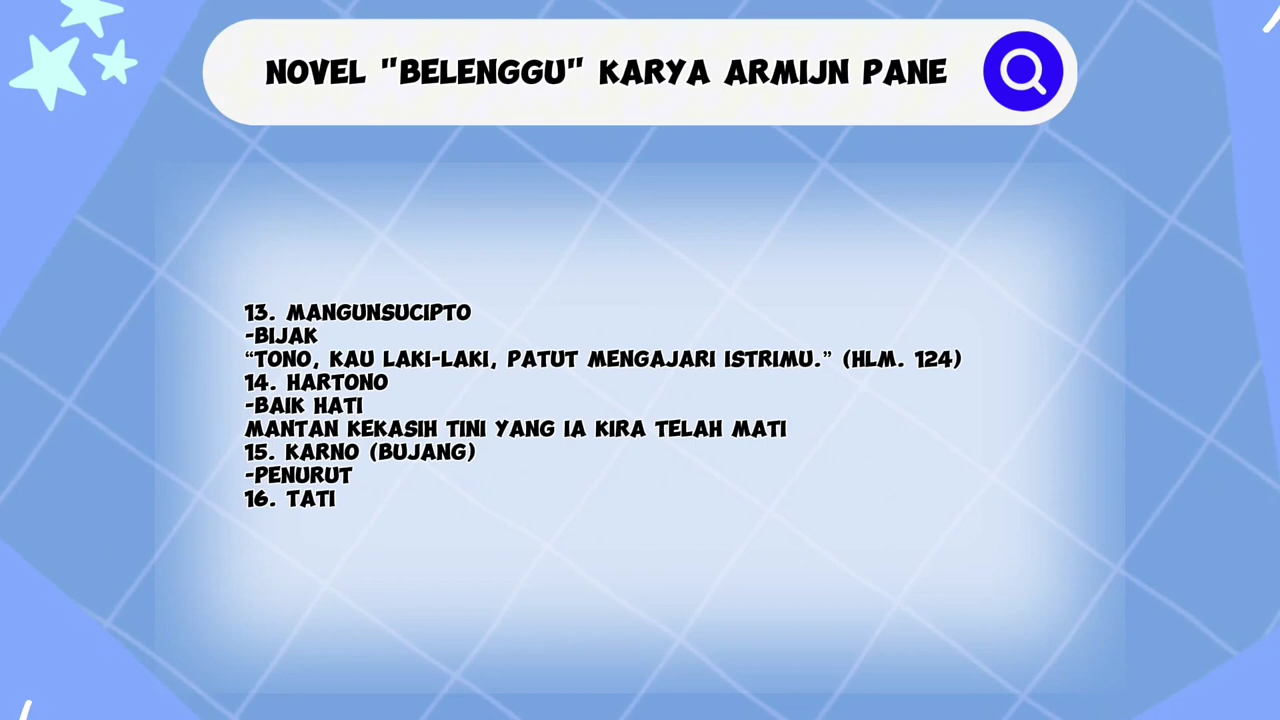 NOVEL "BELENGGU" KARYA ARMIJN PANE
13. MANGUNSUCIPTO
-BIJAK
“TONO, KAU LAKI-LAKI, PATUT MENGAJARI ISTRIMU.” (HLM. 124)
14. HARTONO
-BAIK HATI
MANTAN KEKASIH TINI YANG IA KIRA TELAH MATI
15. KARNO (BUJANG)
-PENURUT
16. TATI